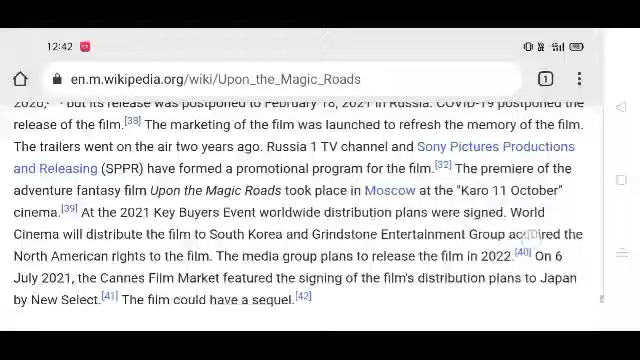 12:42
en.m.wikipedia.org/wiki/Upon_the_Magic_Roads
1
2020, but its release was postponed to February 18, 2021 in Russia. COVID-19 postponed the
release of the film.[38] The marketing of the film was launched to refresh the memory of the film.
The trailers went on the air two years ago. Russia 1 TV channel and Sony Pictures Productions
and Releasing (SPPR) have formed a promotional program for the film.[32] The premiere of the
adventure fantasy film Upon the Magic Roads took place in Moscow at the "Karo 11 October"
cinema.[39] At the 2021 Key Buyers Event worldwide distribution plans were signed. World
Cinema will distribute the film to South Korea and Grindstone Entertainment Group acquired the
North American rights to the film. The media group plans to release the film in 2022.[40] On 6
July 2021, the Cannes Film Market featured the signing of the film's distribution plans to Japan
by New Select.[41] The film could have a sequel.[42]